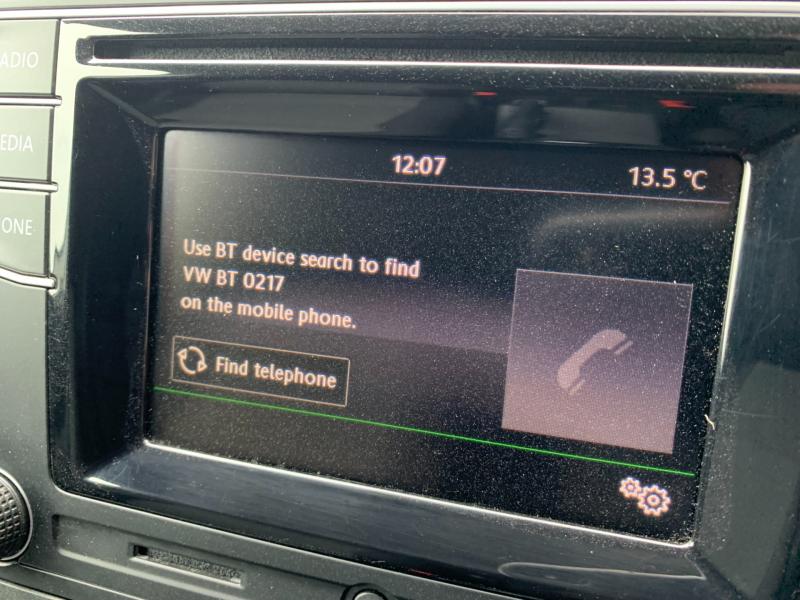 ADIO
EDIA
ONE
12:07
13.5 °C
Use BT device search to find
VW BT 0217
on the mobile phone.
Find telephone